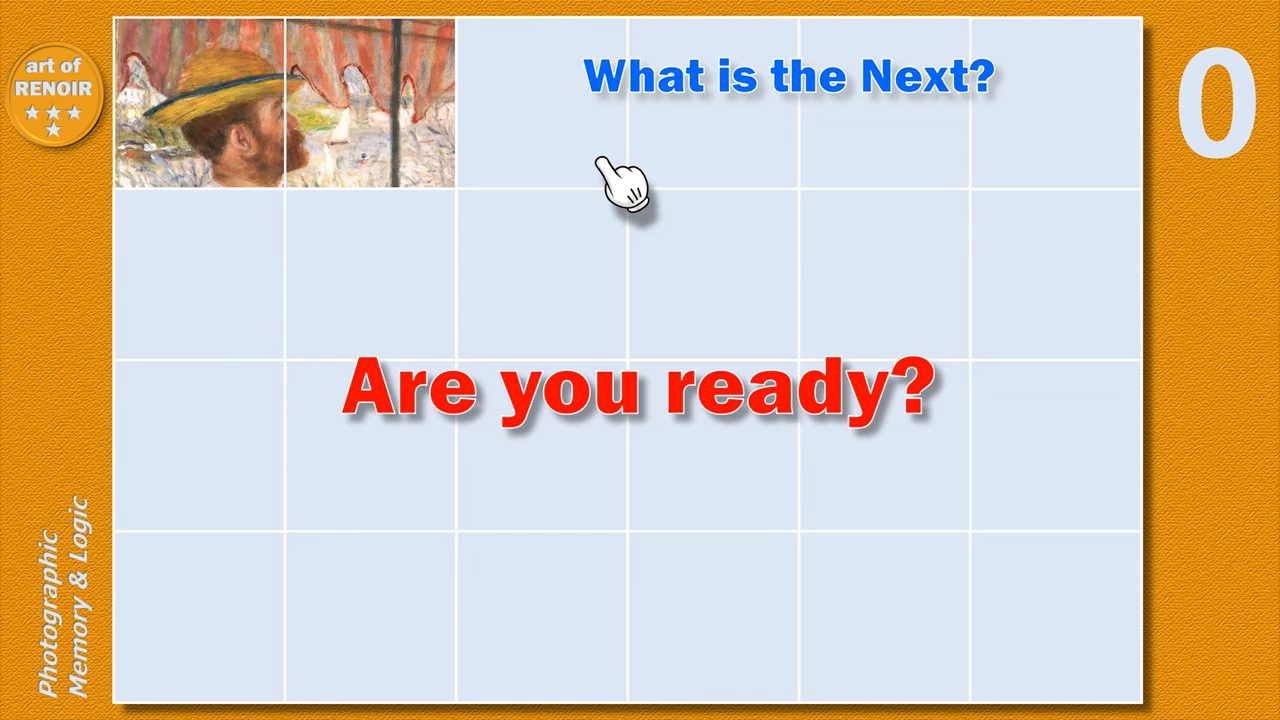 art of
RENOIR
What is the Next?
0
Are you ready?
Photographic
Memory & Logic